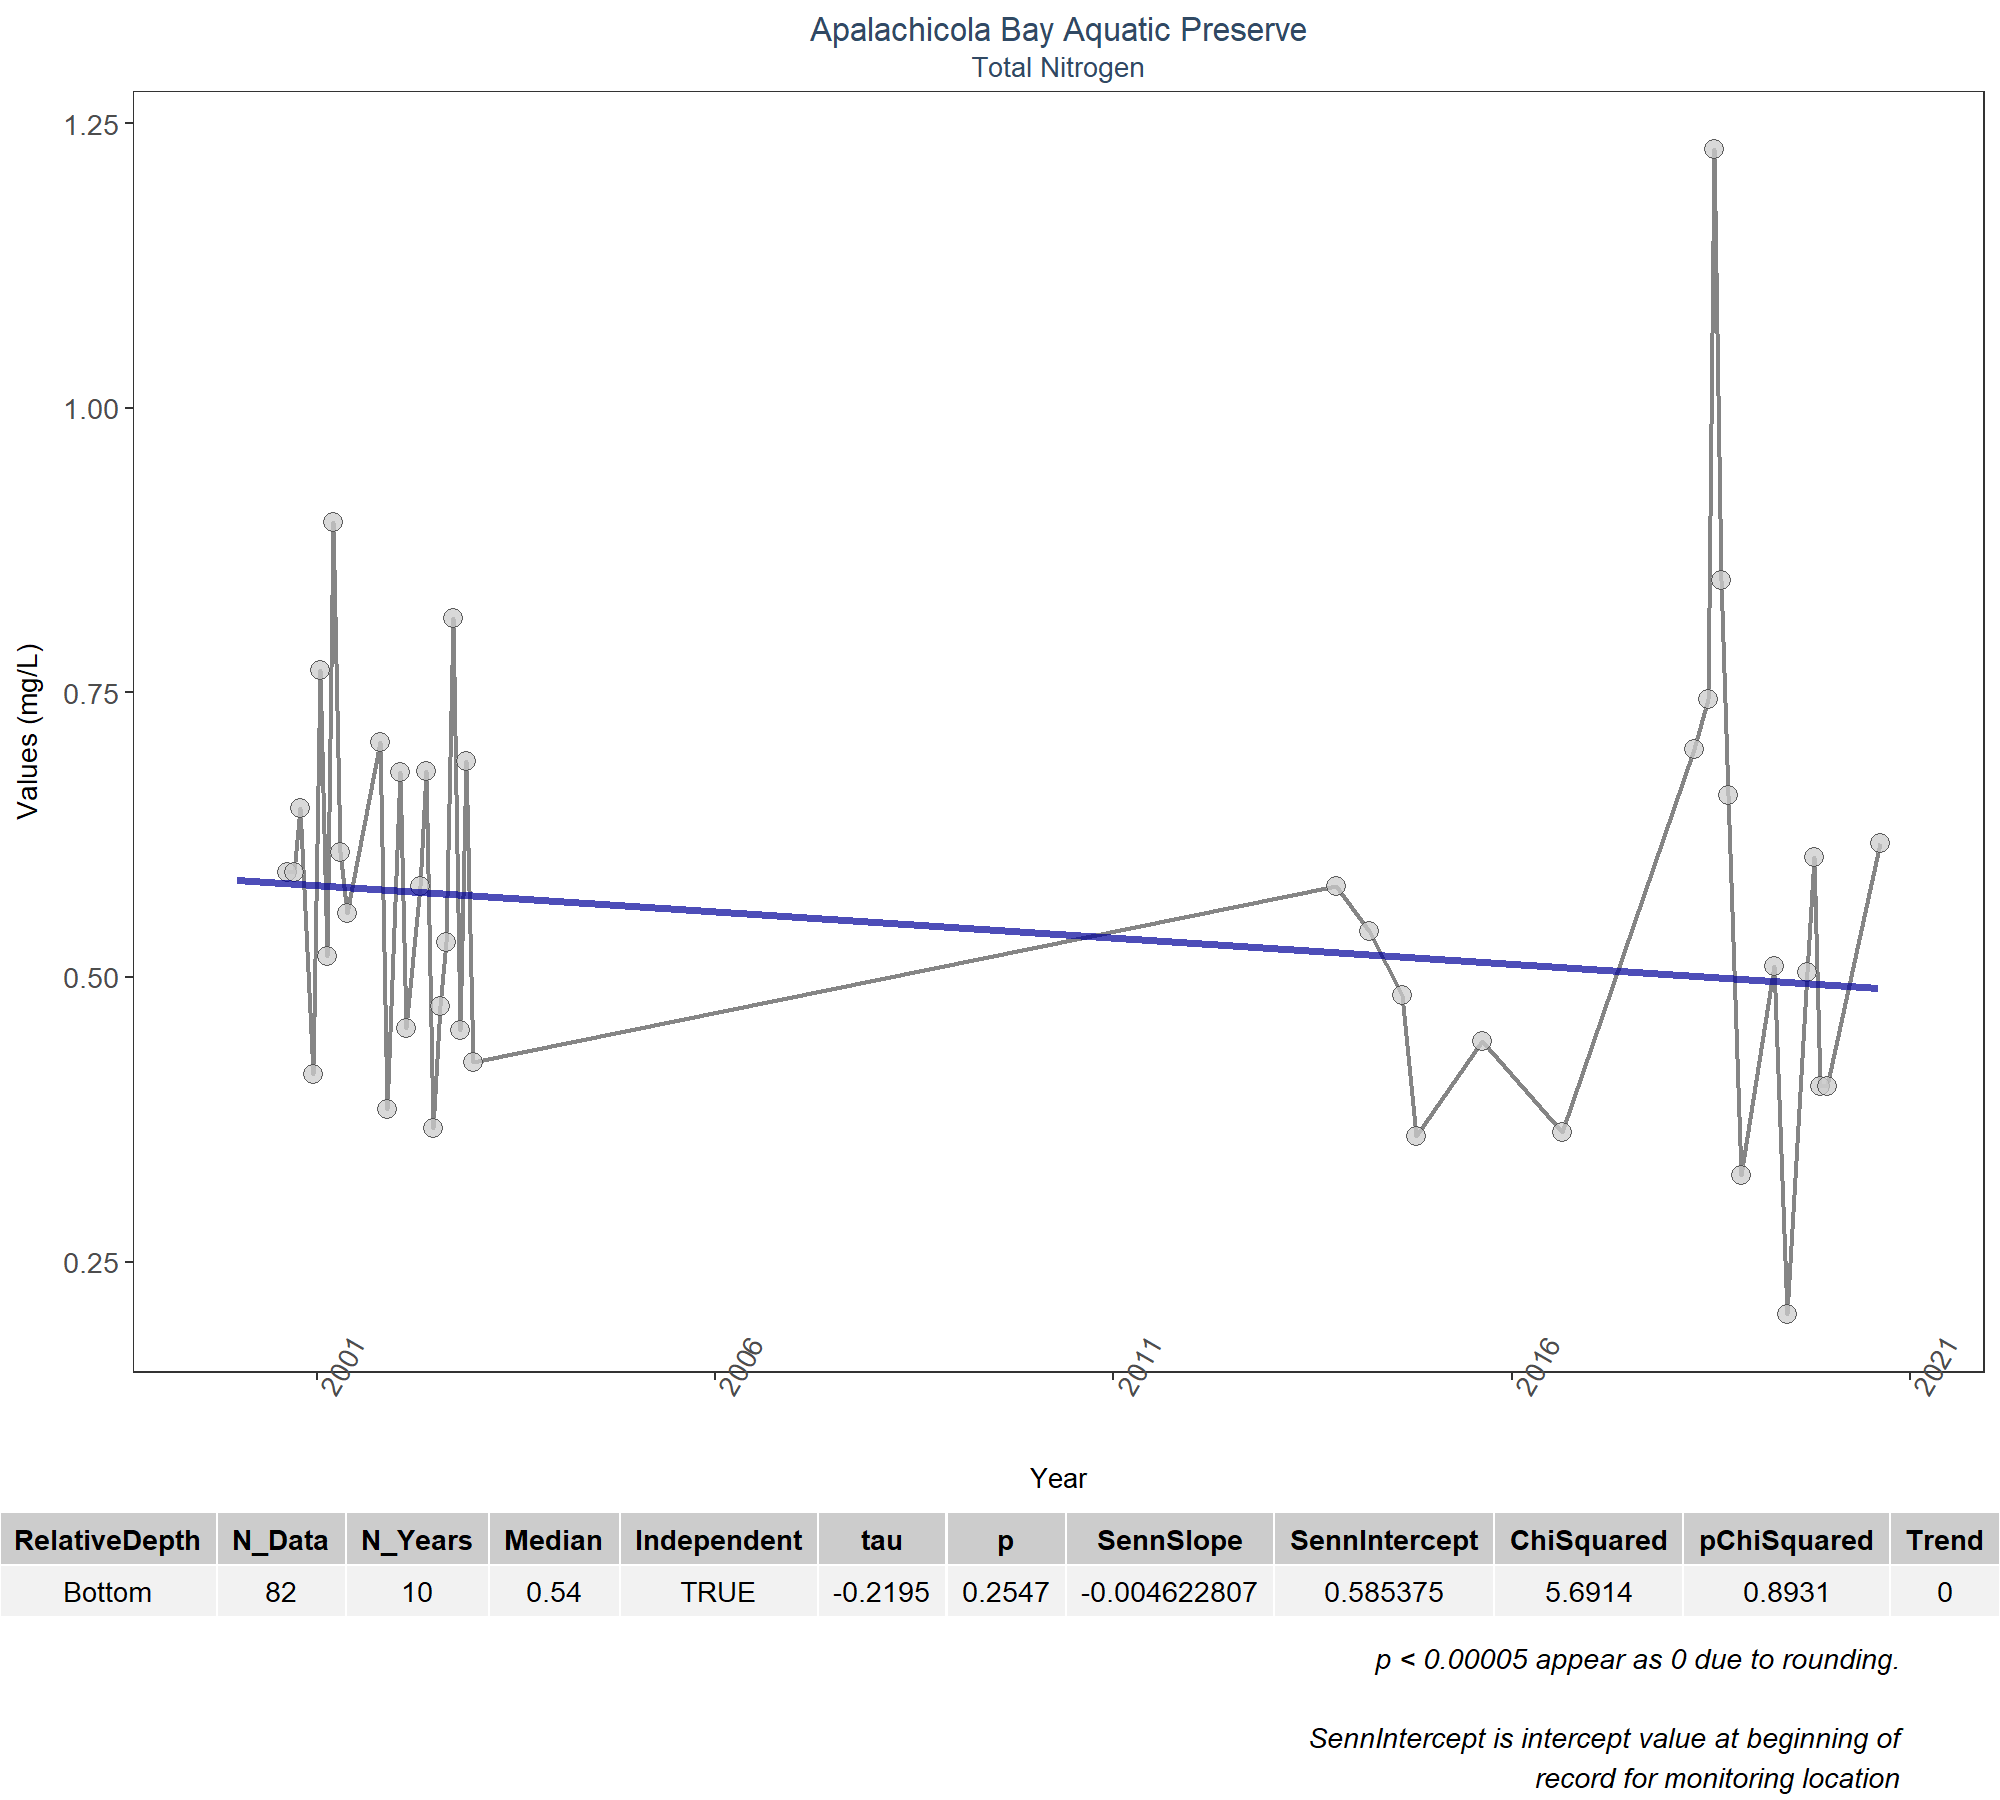 Apalachicola Bay Aquatic Preserve
Total Nitrogen
1.25
1.00
0.75
0.50
0.25
Values (mg/L)
2001 2006 2011 2016 2021
Year
RelativeDepth N_Data N_Years Median Independent tau p SennSlope SennIntercept ChiSquared pChiSquared Trend
Bottom 82 10 0.54 TRUE -0.2195 0.2547 -0.004622807 0.585375 5.6914 0.8931 0
p < 0.00005 appear as 0 due to rounding.
SennIntercept is intercept value at beginning of
record for monitoring location